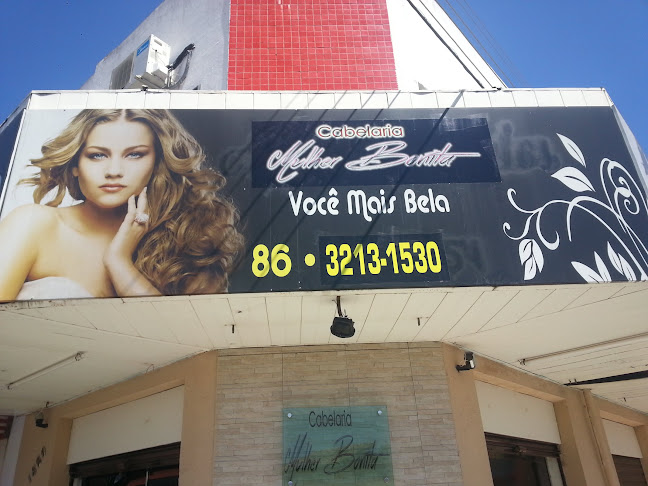 Cabelaria
Mulher Bonita
Você Mais Bela
86 • 3213-1530
Cabelaria
Mulher Bonita